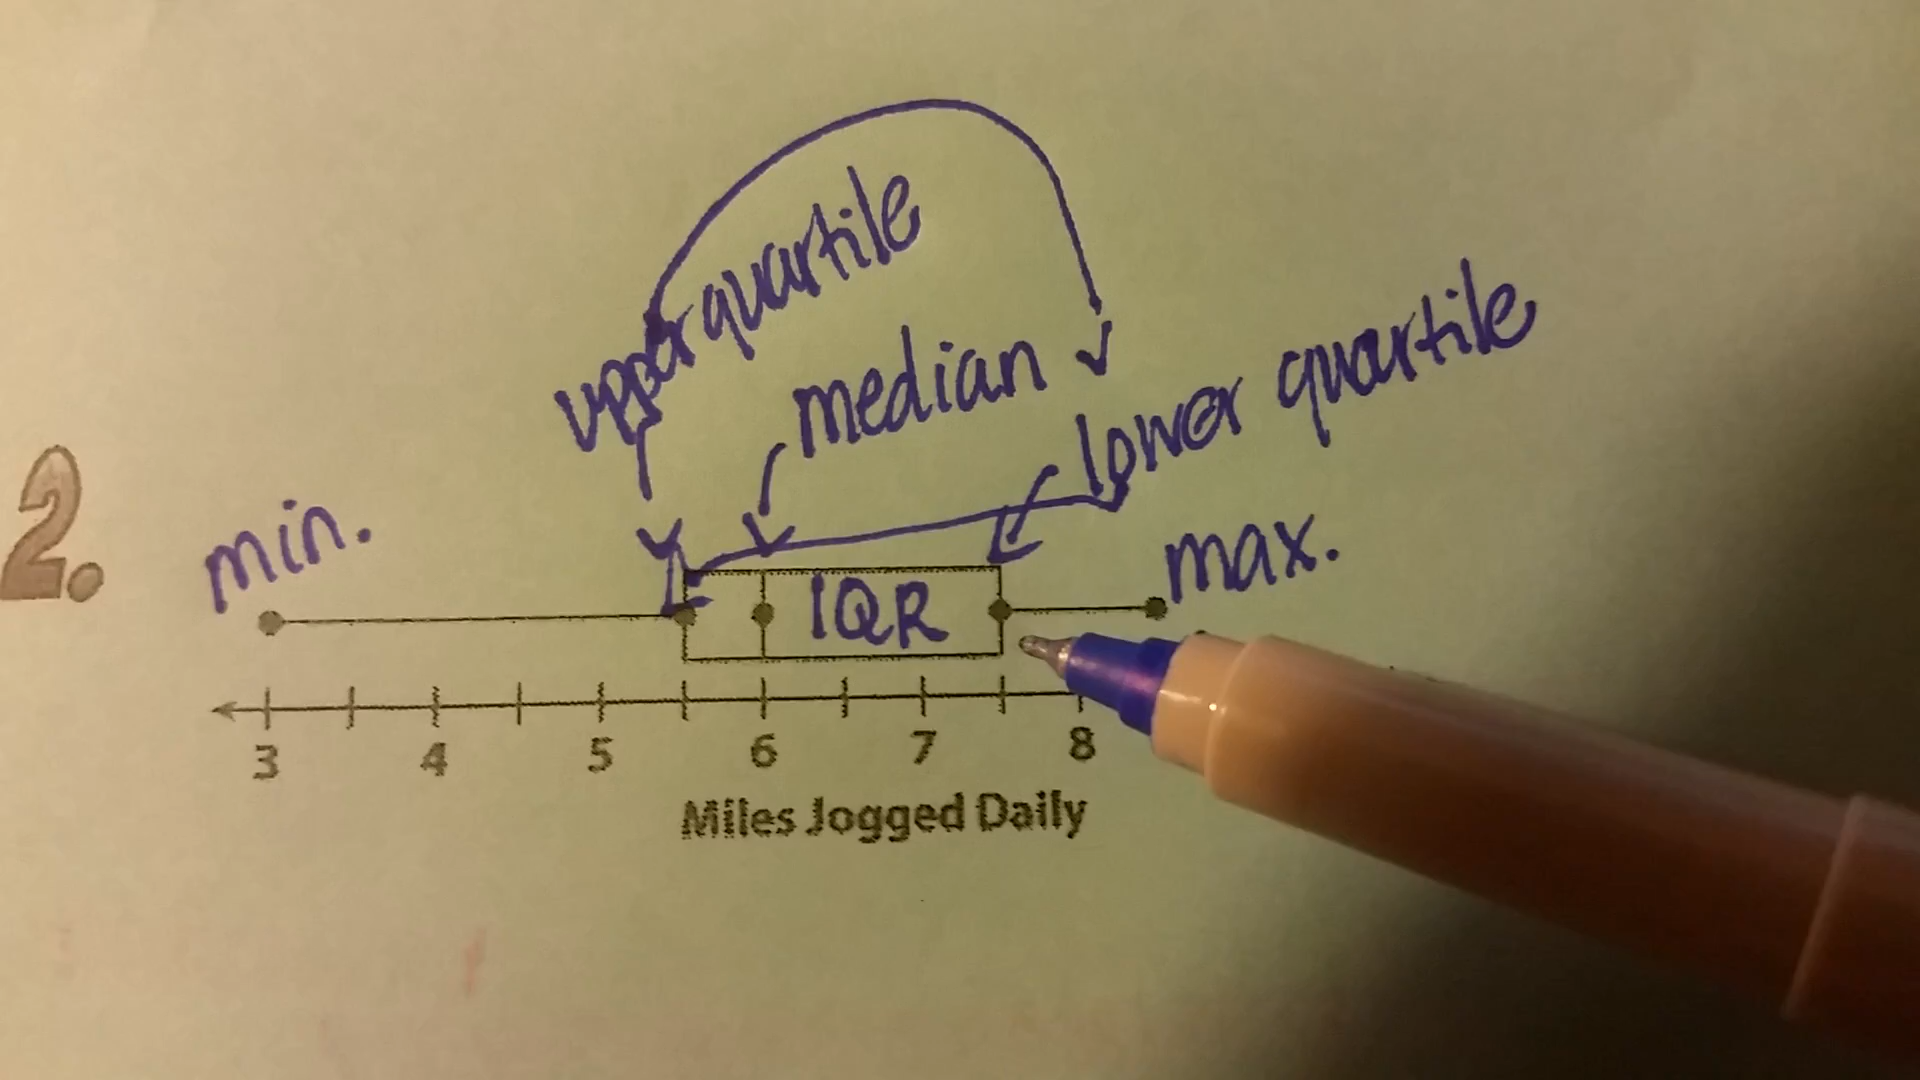 upper quartile
median
lower quartile
2.
min.
max.
IQR
3 4 5 6 7 8
Miles Jogged Daily